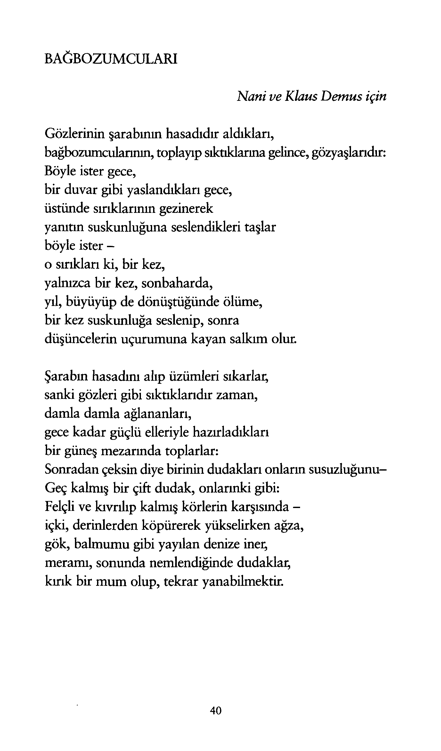 BAĞBOZUMCULARI
Nani ve Klaus Demus için
Gözlerinin şarabının hasadıdır aldıkları,
bağbozumcularının, toplayıp sıktıklarına gelince, gözyaşlarıdır:
Böyle ister gece,
bir duvar gibi yaslandıkları gece,
üstünde sırıklarının gezinerek
yanıtın suskunluğuna seslendikleri taşlar
böyle ister –
o sırıkları ki, bir kez,
yalnızca bir kez, sonbaharda,
yıl, büyüyüp de dönüştüğünde ölüme,
bir kez suskunluğa seslenip, sonra
düşüncelerin uçurumuna kayan salkım olur.
Şarabın hasadını alıp üzümleri sıkarlar,
sanki gözleri gibi sıktıklarıdır zaman,
damla damla ağlananları,
gece kadar güçlü elleriyle hazırladıkları
bir güneş mezarında toplarlar:
Sonradan çeksin diye birinin dudakları onların susuzluğunu–
Geç kalmış bir çift dudak, onlarınki gibi:
Felçli ve kıvrılıp kalmış körlerin karşısında –
içki, derinlerden köpürerek yükselirken ağza,
gök, balmumu gibi yayılan denize iner,
meramı, sonunda nemlendiğinde dudaklar,
kırık bir mum olup, tekrar yanabilmektir.
40